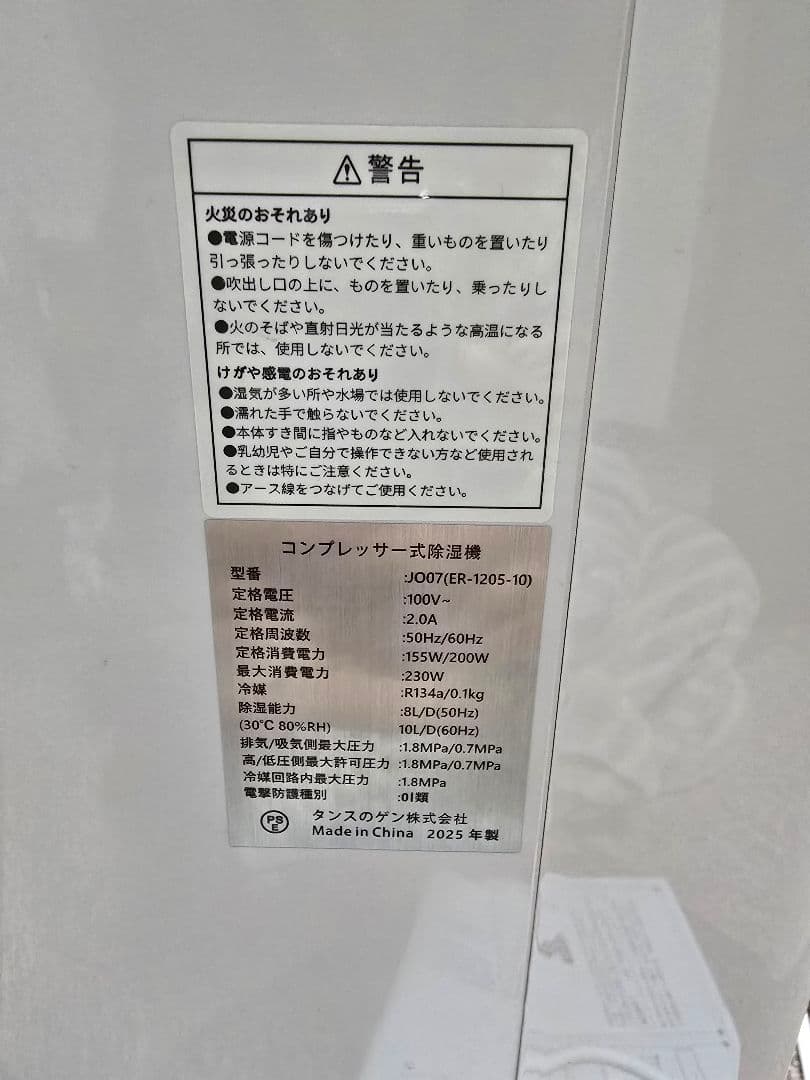 ⚠警告
火災のおそれあり
●電源コードを傷つけたり、重いものを置いたり
引っ張ったりしないでください。
●吹出し口の上に、ものを置いたり、乗ったりし
ないでください。
●火のそばや直射日光が当たるような高温になる
所では、使用しないでください。
けがや感電のおそれあり
●湿気が多い所や水場では使用しないでください。
●濡れた手で触らないでください。
●本体すき間に指やものなど入れないでください。
●乳幼児やご自分で操作できない方など使用され
るときは特にご注意ください。
●アース線をつなげてご使用ください。
コンプレッサー式除湿機
型番 :JO07(ER-1205-10)
定格電圧 :100V~
定格電流 :2.0A
定格周波数 :50Hz/60Hz
定格消費電力 :155W/200W
最大消費電力 :230W
冷媒 :R134a/0.1kg
除湿能力 :8L/D(50Hz)
(30℃ 80%RH) 10L/D(60Hz)
排気/吸気側最大圧力 :1.8MPa/0.7MPa
高/低圧側最大許可圧力 :1.8MPa/0.7MPa
冷媒回路内最大圧力 :1.8MPa
電撃防護種別 :0I類
PSE タンスのゲン株式会社
Made in China 2025 年製